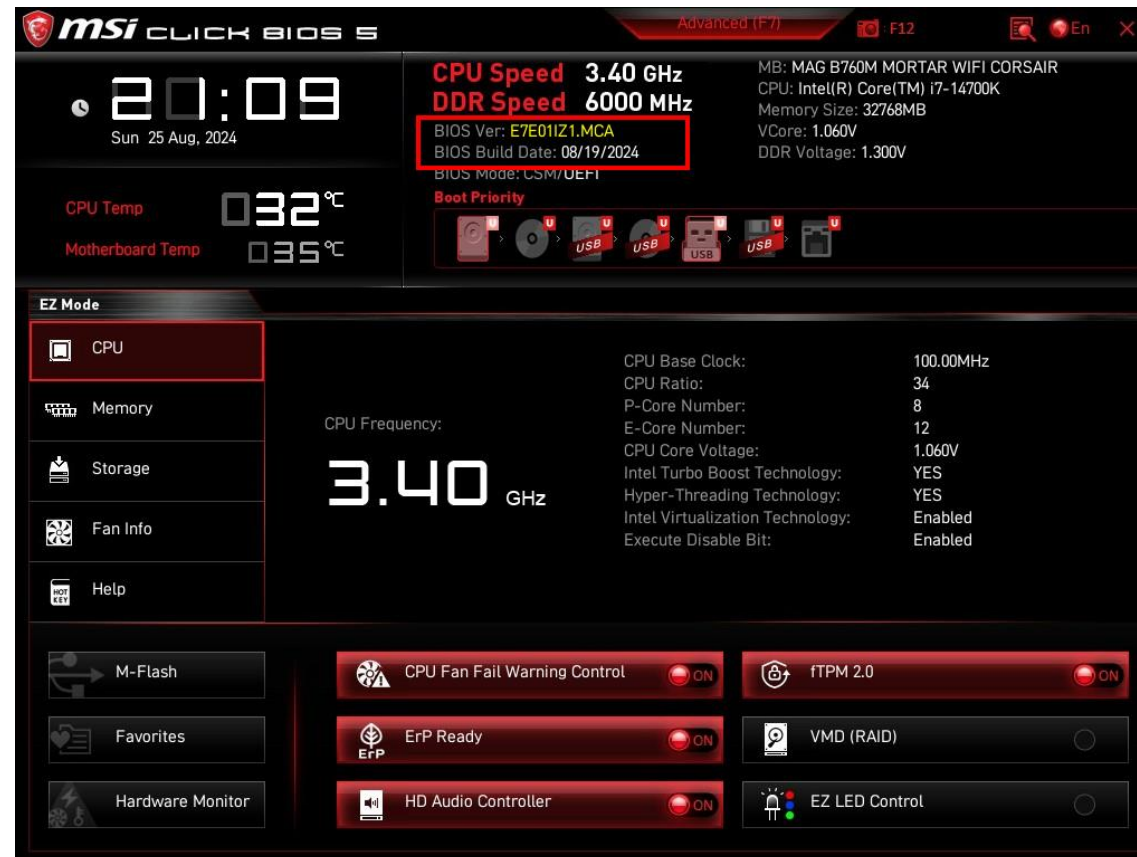 msi CLICK BIOS 5
Advanced (F7)
F12
En
21:09
Sun 25 Aug, 2024
CPU Speed 3.40 GHz
DDR Speed 6000 MHz
BIOS Ver: E7E01IZ1.MCA
BIOS Build Date: 08/19/2024
BIOS Mode: CSM/UEFI
MB: MAG B760M MORTAR WIFI CORSAIR
CPU: Intel(R) Core(TM) i7-14700K
Memory Size: 32768MB
VCore: 1.060V
DDR Voltage: 1.300V
CPU Temp 32°C
Motherboard Temp 35°C
Boot Priority
U U U U U U U
USB USB USB USB
EZ Mode
CPU
Memory
Storage
Fan Info
HOT KEY Help
CPU Frequency:
3.40 GHz
CPU Base Clock: 100.00MHz
CPU Ratio: 34
P-Core Number: 8
E-Core Number: 12
CPU Core Voltage: 1.060V
Intel Turbo Boost Technology: YES
Hyper-Threading Technology: YES
Intel Virtualization Technology: Enabled
Execute Disable Bit: Enabled
M-Flash
Favorites
Hardware Monitor
CPU Fan Fail Warning Control ON
ErP ErP Ready ON
HD Audio Controller ON
fTPM 2.0 ON
VMD (RAID)
EZ LED Control